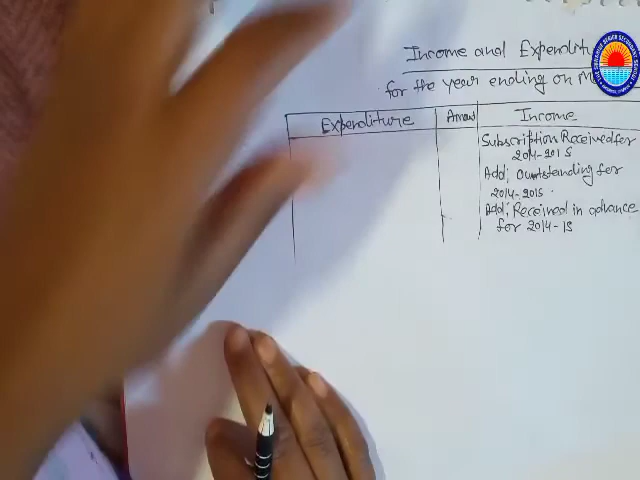 Income and Expenditu
for the year ending on M
Expenditure Amou Income
Subscription Received for
2014-2015
Add; Outstanding for
2014-2015.
Add; Received in advance
for 2014-15